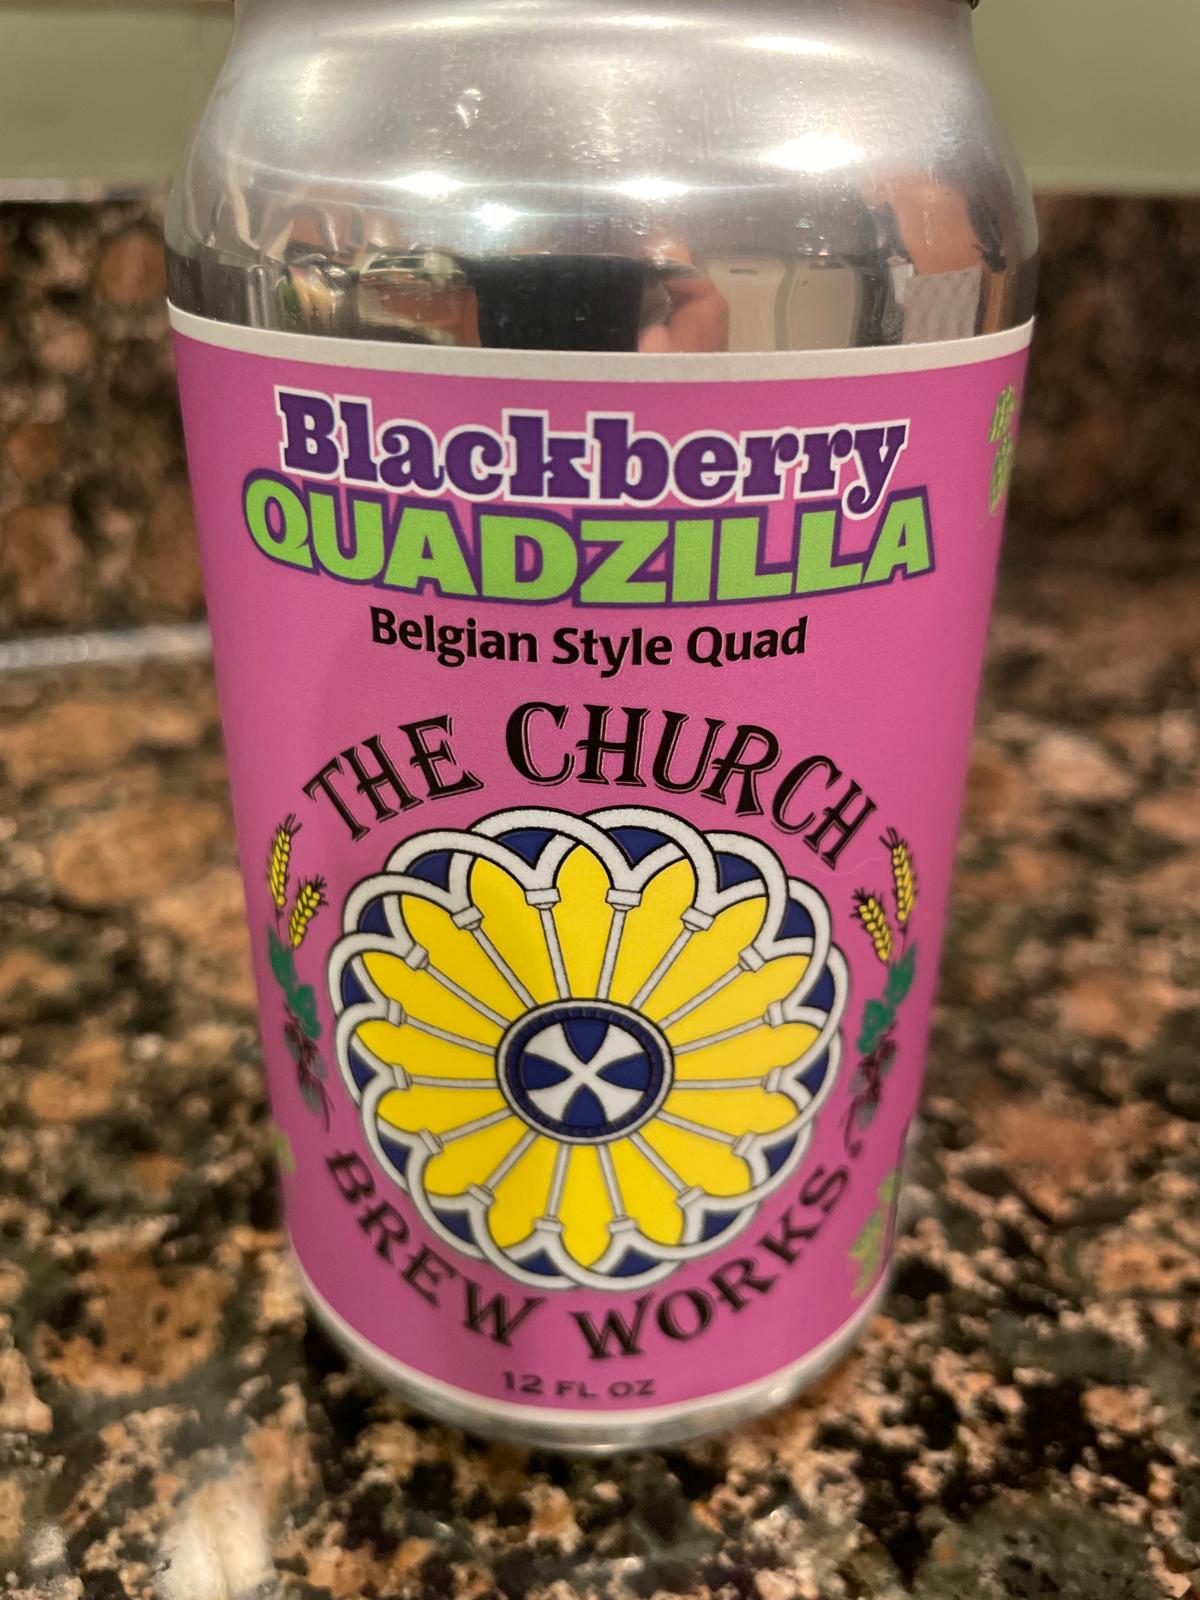 Blackberry
QUADZILLA
Belgian Style Quad
THE CHURCH
BREW WORKS
12 FL OZ